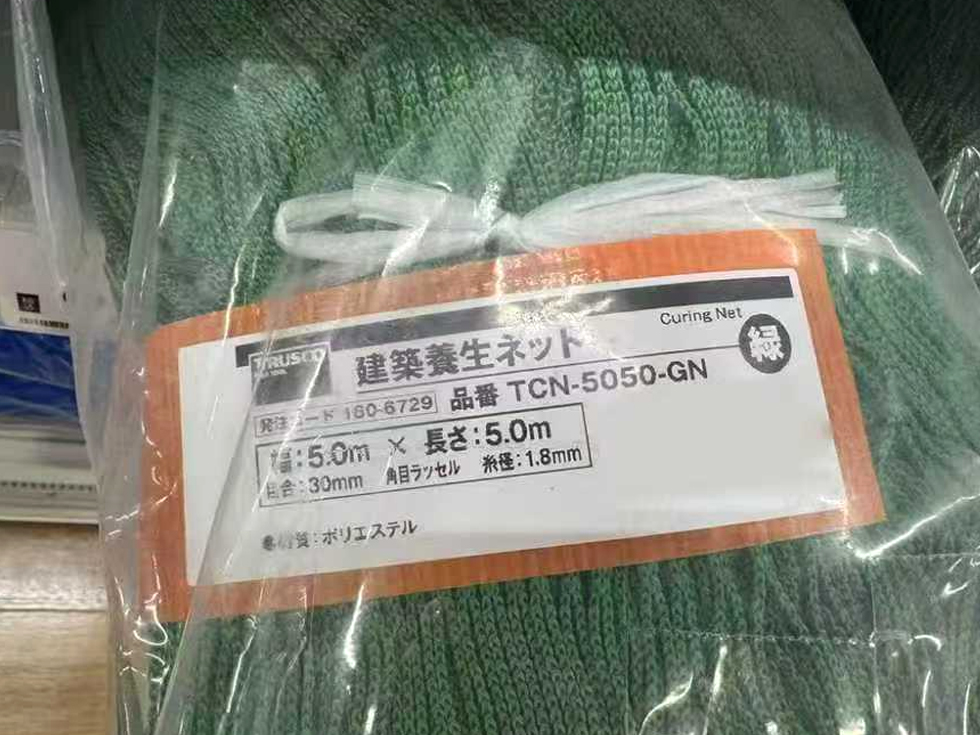 Curing Net
TRUSCO
建築養生ネット
緑
発注コード 160-6729 品番 TCN-5050-GN
幅:5.0m × 長さ:5.0m
目合:30mm 角目ラッセル 糸径:1.8mm
●材質:ポリエステル